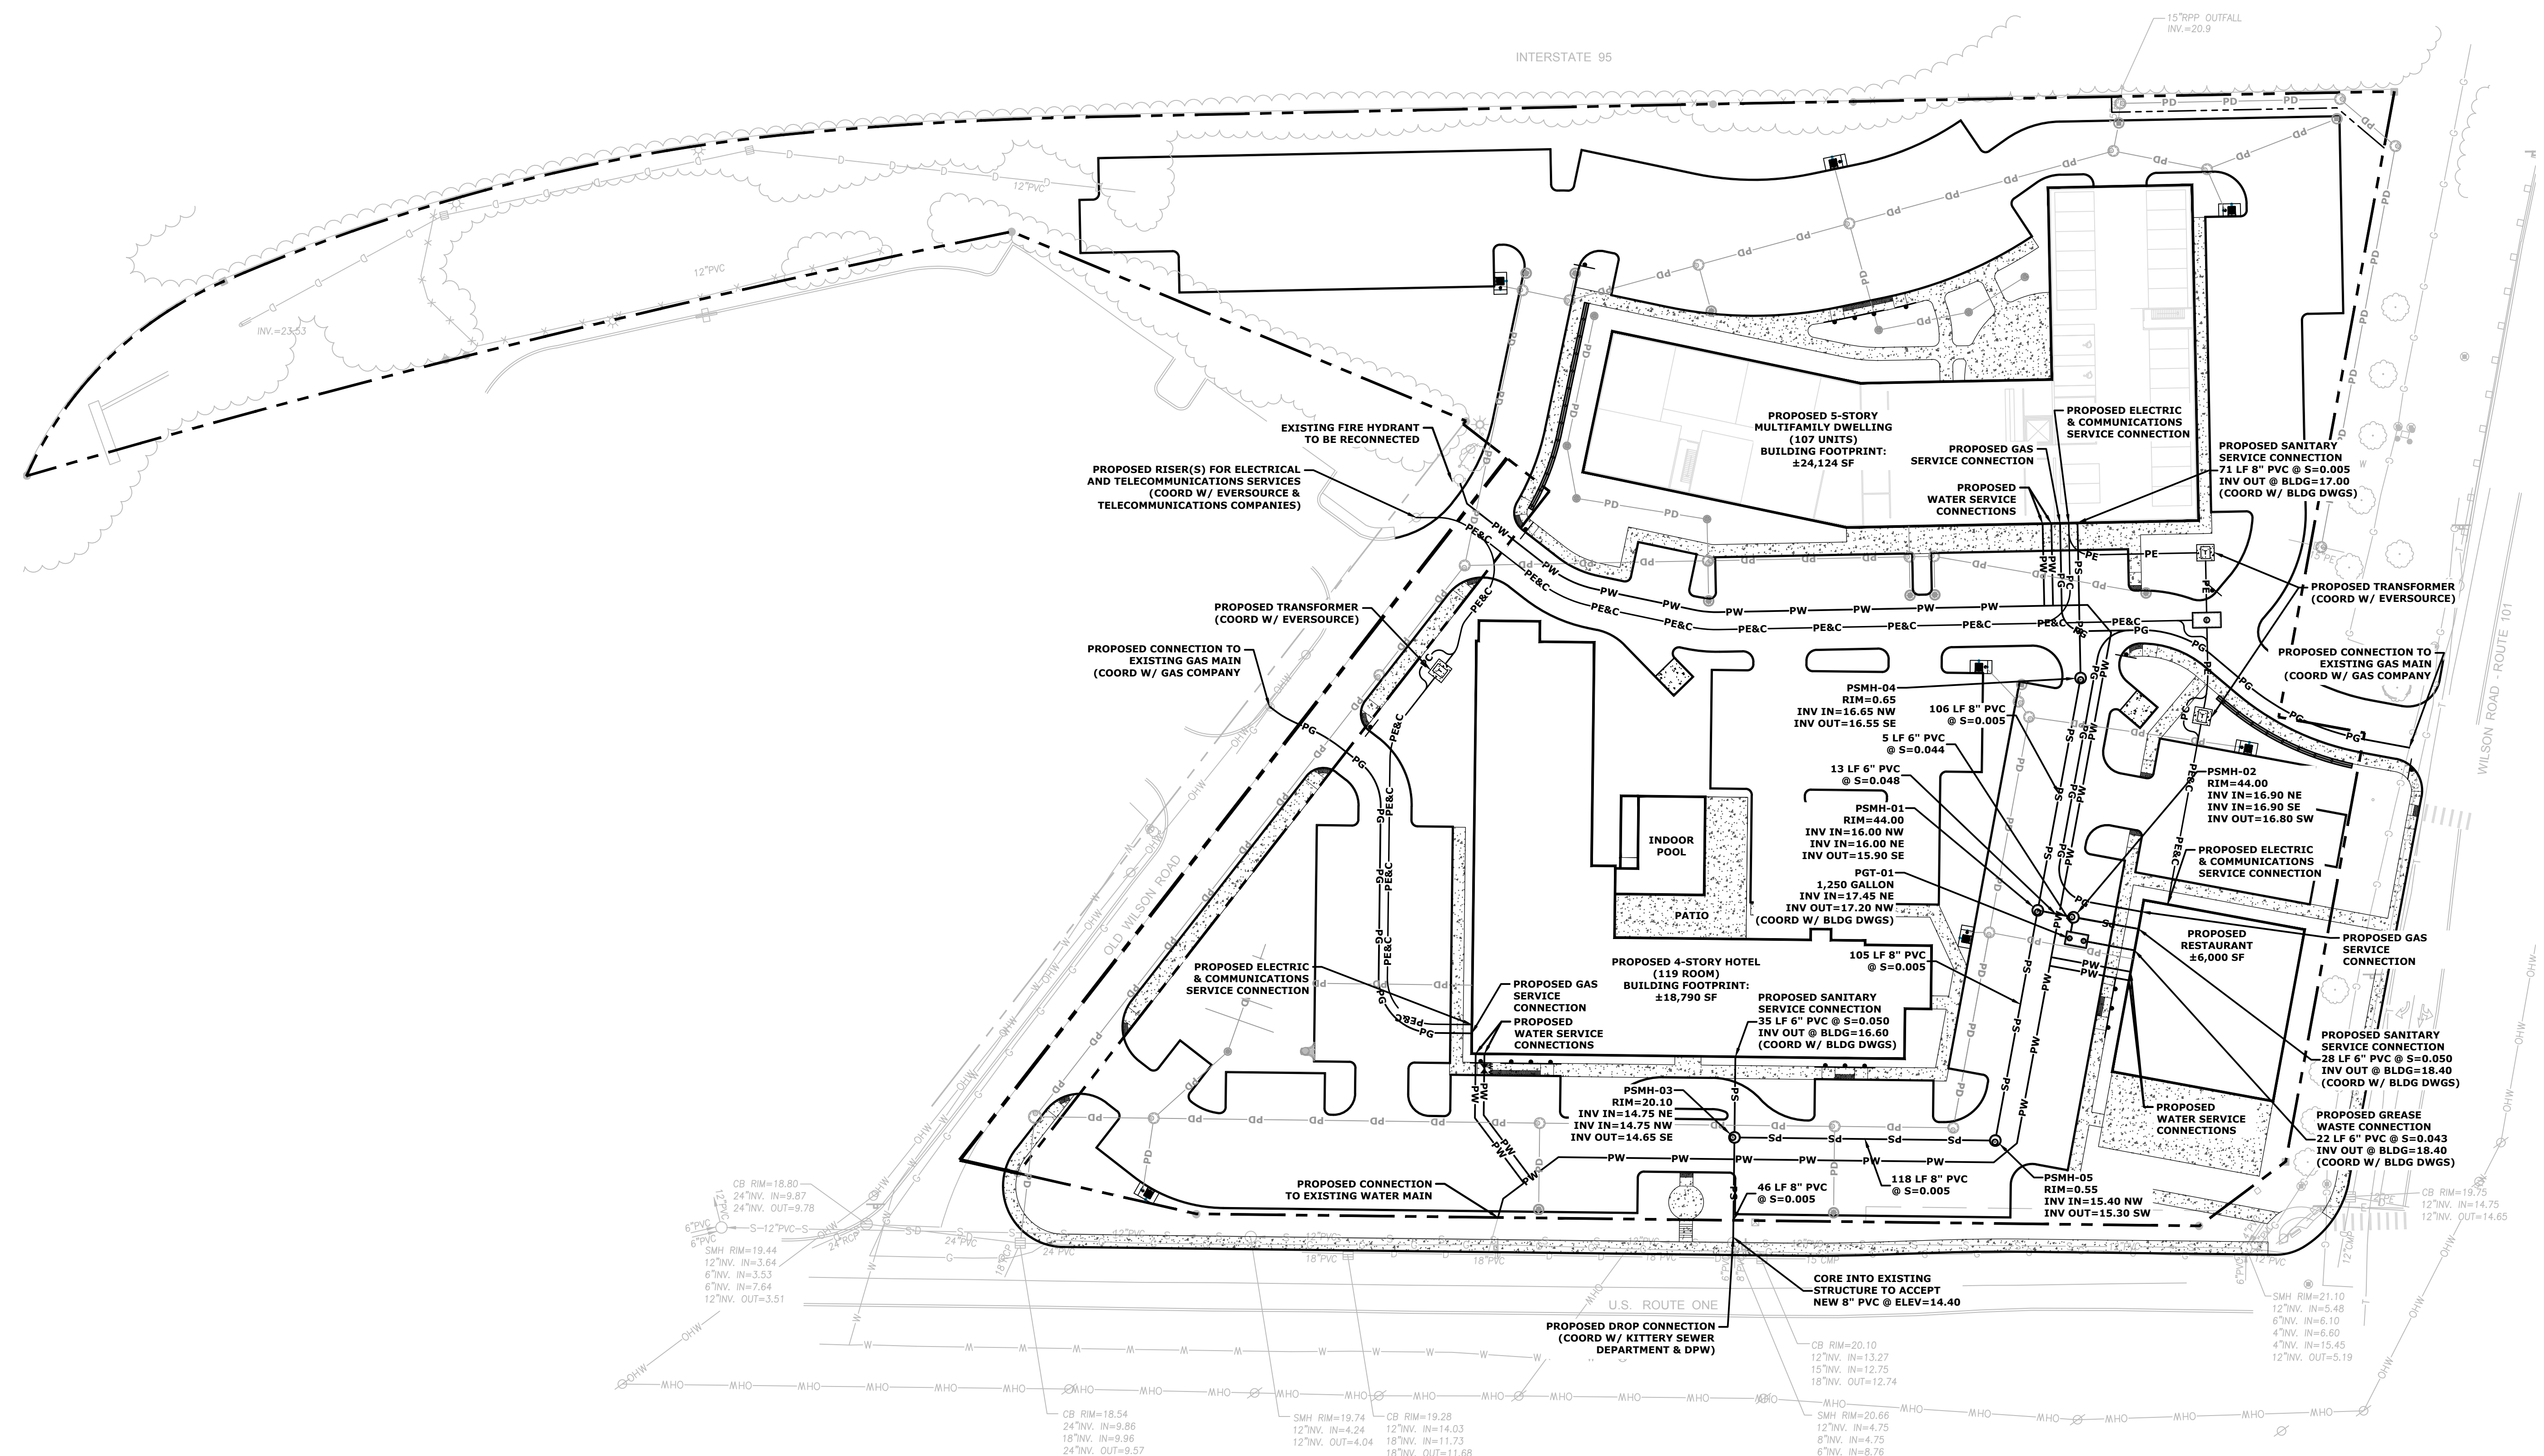 15"RPP OUTFALL
INV.=20.9
INTERSTATE 95
12"PVC
12"PVC
INV.=23.53
EXISTING FIRE HYDRANT
TO BE RECONNECTED
PROPOSED RISER(S) FOR ELECTRICAL
AND TELECOMMUNICATIONS SERVICES
(COORD W/ EVERSOURCE &
TELECOMMUNICATIONS COMPANIES)
PROPOSED 5-STORY
MULTIFAMILY DWELLING
(107 UNITS)
BUILDING FOOTPRINT:
±24,124 SF
PROPOSED GAS
SERVICE CONNECTION
PROPOSED
WATER SERVICE
CONNECTIONS
PROPOSED ELECTRIC
& COMMUNICATIONS
SERVICE CONNECTION
PROPOSED SANITARY
SERVICE CONNECTION
71 LF 8" PVC @ S=0.005
INV OUT @ BLDG=17.00
(COORD W/ BLDG DWGS)
PROPOSED TRANSFORMER
(COORD W/ EVERSOURCE)
PROPOSED TRANSFORMER
(COORD W/ EVERSOURCE)
PROPOSED CONNECTION TO
EXISTING GAS MAIN
(COORD W/ GAS COMPANY
PROPOSED CONNECTION TO
EXISTING GAS MAIN
(COORD W/ GAS COMPANY
WILSON ROAD - ROUTE 101
OLD WILSON ROAD
PSMH-04
RIM=0.65
INV IN=16.65 NW
INV OUT=16.55 SE
106 LF 8" PVC
@ S=0.005
5 LF 6" PVC
@ S=0.044
13 LF 6" PVC
@ S=0.048
PSMH-01
RIM=44.00
INV IN=16.00 NW
INV IN=16.00 NE
INV OUT=15.90 SE
PGT-01
1,250 GALLON
INV IN=17.45 NE
INV OUT=17.20 NW
(COORD W/ BLDG DWGS)
PSMH-02
RIM=44.00
INV IN=16.90 NE
INV IN=16.90 SE
INV OUT=16.80 SW
PROPOSED ELECTRIC
& COMMUNICATIONS
SERVICE CONNECTION
INDOOR
POOL
PATIO
PROPOSED
RESTAURANT
±6,000 SF
PROPOSED GAS
SERVICE
CONNECTION
105 LF 8" PVC
@ S=0.005
PROPOSED 4-STORY HOTEL
(119 ROOM)
BUILDING FOOTPRINT:
±18,790 SF
PROPOSED ELECTRIC
& COMMUNICATIONS
SERVICE CONNECTION
PROPOSED GAS
SERVICE
CONNECTION
PROPOSED
WATER SERVICE
CONNECTIONS
PROPOSED SANITARY
SERVICE CONNECTION
35 LF 6" PVC @ S=0.050
INV OUT @ BLDG=16.60
(COORD W/ BLDG DWGS)
PROPOSED SANITARY
SERVICE CONNECTION
28 LF 6" PVC @ S=0.050
INV OUT @ BLDG=18.40
(COORD W/ BLDG DWGS)
PSMH-03
RIM=20.10
INV IN=14.75 NE
INV IN=14.75 NW
INV OUT=14.65 SE
PROPOSED
WATER SERVICE
CONNECTIONS
PROPOSED GREASE
WASTE CONNECTION
22 LF 6" PVC @ S=0.043
INV OUT @ BLDG=18.40
(COORD W/ BLDG DWGS)
PROPOSED CONNECTION
TO EXISTING WATER MAIN
46 LF 8" PVC
@ S=0.005
118 LF 8" PVC
@ S=0.005
PSMH-05
RIM=0.55
INV IN=15.40 NW
INV OUT=15.30 SW
CB RIM=18.80
24"INV. IN=9.87
24"INV. OUT=9.78
CB RIM=19.75
12"INV. IN=14.75
12"INV. OUT=14.65
SMH RIM=19.44
12"INV. IN=3.64
6"INV. IN=3.53
6"INV. IN=7.64
12"INV. OUT=3.51
CORE INTO EXISTING
STRUCTURE TO ACCEPT
NEW 8" PVC @ ELEV=14.40
U.S. ROUTE ONE
PROPOSED DROP CONNECTION
(COORD W/ KITTERY SEWER
DEPARTMENT & DPW)
SMH RIM=21.10
12"INV. IN=5.48
6"INV. IN=6.10
4"INV. IN=6.60
4"INV. IN=15.45
12"INV. OUT=5.19
CB RIM=20.10
12"INV. IN=13.27
15"INV. IN=12.75
18"INV. OUT=12.74
CB RIM=18.54
24"INV. IN=9.86
18"INV. IN=9.96
24"INV. OUT=9.57
SMH RIM=19.74
12"INV. IN=4.24
12"INV. OUT=4.04
CB RIM=19.28
12"INV. IN=14.03
18"INV. IN=11.73
18"INV. OUT=11.68
SMH RIM=20.66
12"INV. IN=4.75
8"INV. IN=4.75
6"INV. IN=8.76